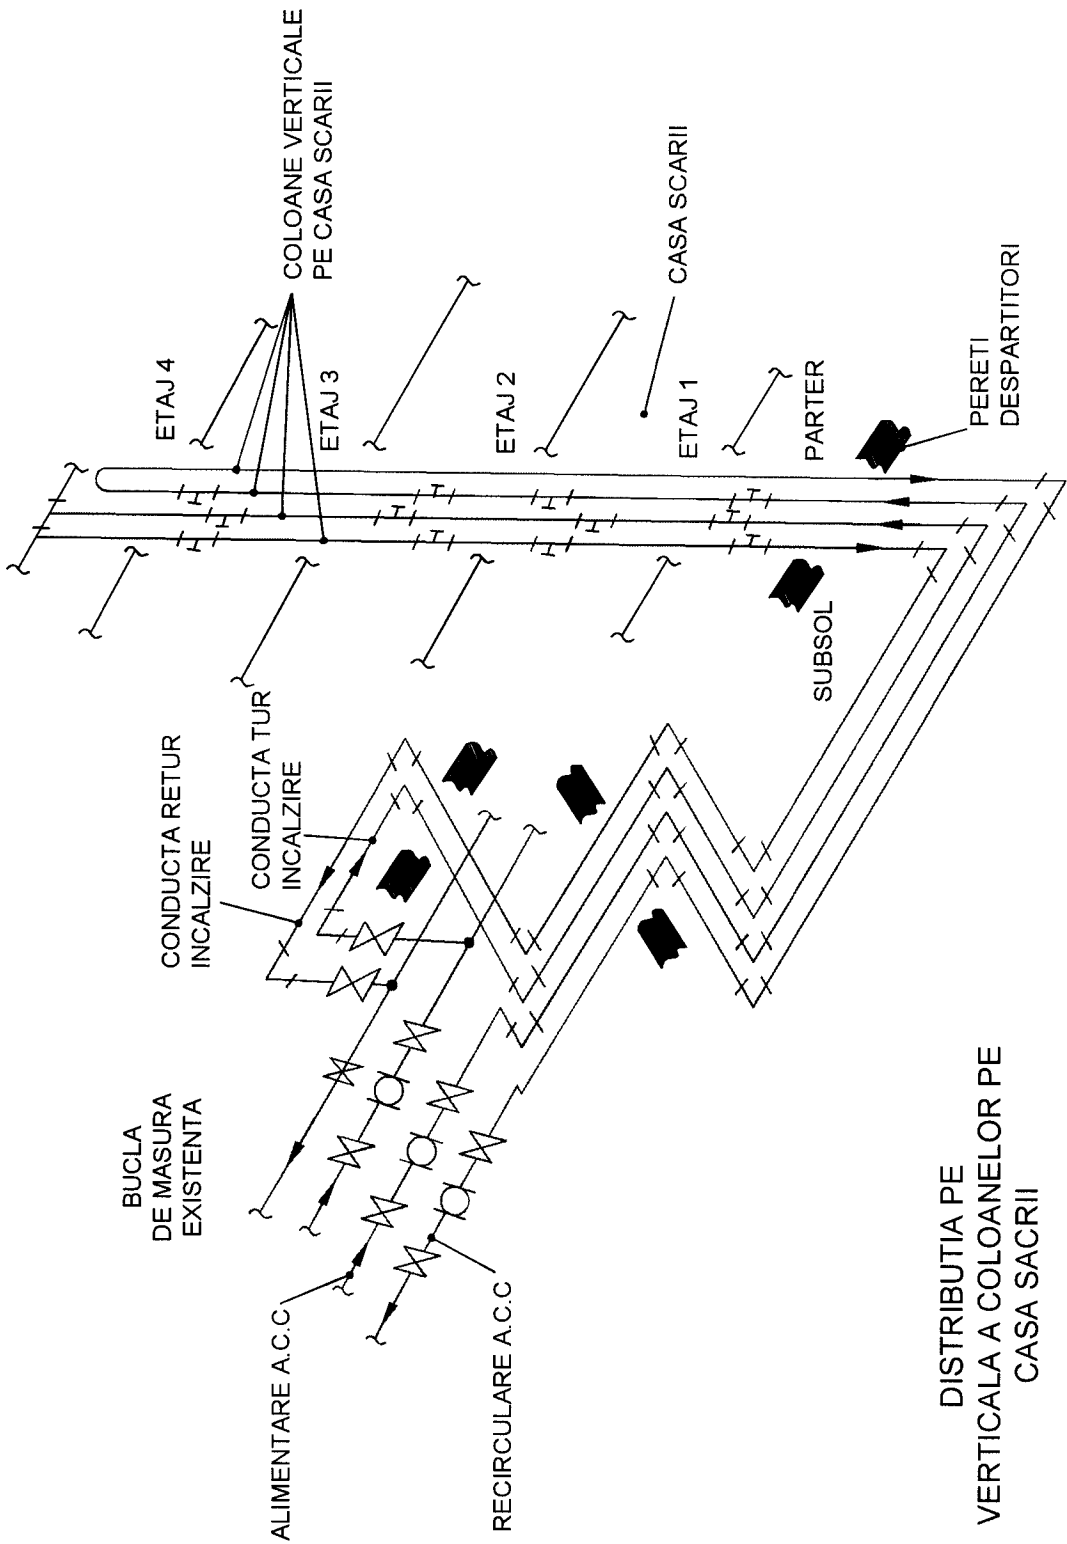 COLOANE VERTICALE
PE CASA SCARII
ETAJ 4
ETAJ 3
ETAJ 2
ETAJ 1
PARTER
CASA SCARII
PERETI
DESPARTITORI
SUBSOL
CONDUCTA RETUR
INCALZIRE
CONDUCTA TUR
INCALZIRE
BUCLA
DE MASURA
EXISTENTA
ALIMENTARE A.C.C
RECIRCULARE A.C.C
DISTRIBUTIA PE
VERTICALA A COLOANELOR PE
CASA SACRII